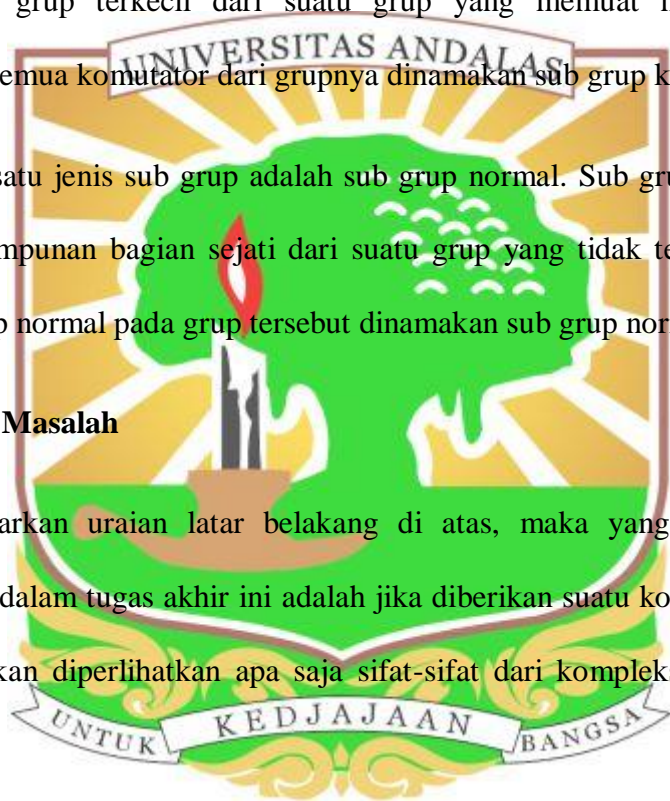 grup terkecil dari suatu grup yang memuat
UNIVERSITAS ANDALAS
emua komutator dari grupnya dinamakan sub grup k
satu jenis sub grup adalah sub grup normal. Sub gru
mpunan bagian sejati dari suatu grup yang tidak te
normal pada grup tersebut dinamakan sub grup nor
Masalah
arkan uraian latar belakang di atas, maka yang
dalam tugas akhir ini adalah jika diberikan suatu ko
kan diperlihatkan apa saja sifat-sifat dari kompleks
UNTUK KEDJAJAAN BANGSA